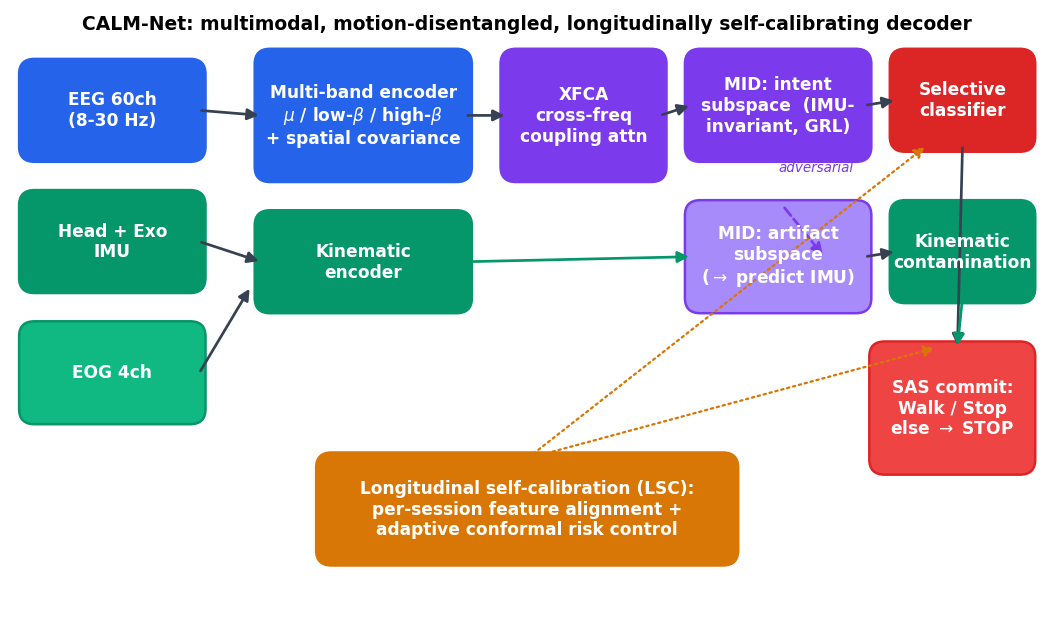 CALM-Net: multimodal, motion-disentangled, longitudinally self-calibrating decoder
EEG 60ch
(8-30 Hz)
Multi-band encoder
μ / low-β / high-β
+ spatial covariance
XFCA
cross-freq
coupling attn
MID: intent
subspace (IMU-
invariant, GRL)
Selective
classifier
adversarial
Head + Exo
IMU
Kinematic
encoder
MID: artifact
subspace
(→ predict IMU)
Kinematic
contamination
EOG 4ch
SAS commit:
Walk / Stop
else → STOP
Longitudinal self-calibration (LSC):
per-session feature alignment +
adaptive conformal risk control